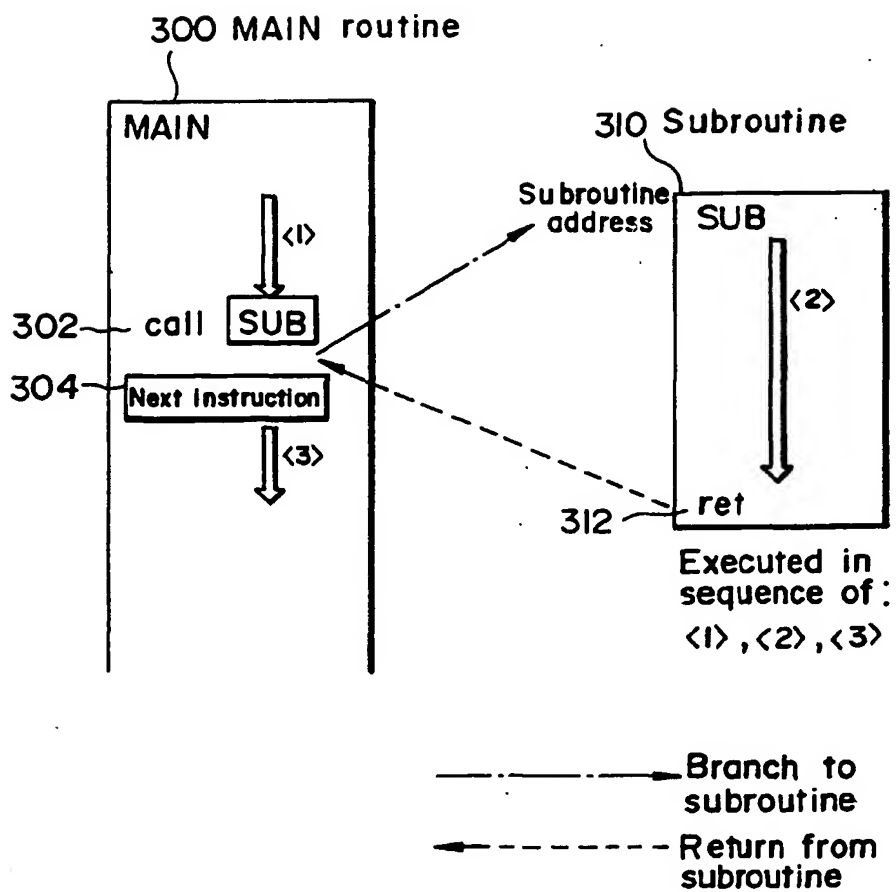 300 MAIN routine
MAIN
<1>
302 call SUB
304
Next instruction
<3>
310 Subroutine
Subroutine
address
SUB
<2>
312 ret
Executed in
sequence of:
<1>, <2>, <3>
Branch to
subroutine
Return from
subroutine